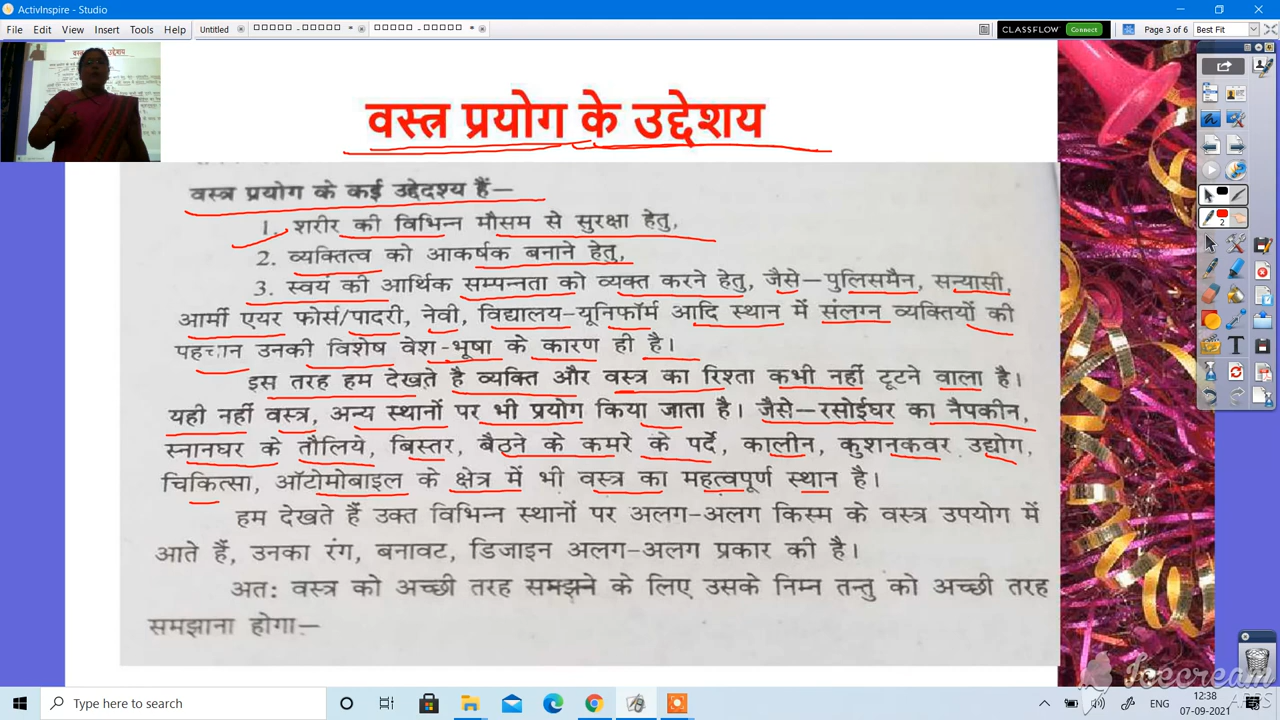 ActivInspire - Studio
File Edit View Insert Tools Help Untitled CLASSFLOW Connect Page 3 of 6 Best Fit
वस्त्र प्रयोग के उद्देशय
वस्त्र प्रयोग के कई उद्देदश्य हैं—
1. शरीर की विभिन्न मौसम से सुरक्षा हेतु,
2. व्यक्तित्व को आकर्षक बनाने हेतु,
3. स्वयं की आर्थिक सम्पन्नता को व्यक्त करने हेतु, जैसे—पुलिसमैन, सन्यासी,
आर्मी एयर फोर्स/पादरी, नेवी, विद्यालय-यूनिफॉर्म आदि स्थान में संलग्न व्यक्तियों की
पहचान उनकी विशेष वेश-भूषा के कारण ही है।
इस तरह हम देखते है व्यक्ति और वस्त्र का रिश्ता कभी नहीं टूटने वाला है।
यही नहीं वस्त्र, अन्य स्थानों पर भी प्रयोग किया जाता है। जैसे—रसोईघर का नैपकीन,
स्नानघर के तौलिये, बिस्तर, बैठने के कमरे के पर्दे, कालीन, कुशनकवर उद्योग,
चिकित्सा, ऑटोमोबाइल के क्षेत्र में भी वस्त्र का महत्वपूर्ण स्थान है।
हम देखते हैं उक्त विभिन्न स्थानों पर अलग-अलग किस्म के वस्त्र उपयोग में
आते हैं, उनका रंग, बनावट, डिजाइन अलग-अलग प्रकार की है।
अतः वस्त्र को अच्छी तरह समझने के लिए उसके निम्न तन्तु को अच्छी तरह
समझाना होगा:—
2
Icecream
APPS
Type here to search
ENG
12:38
07-09-2021